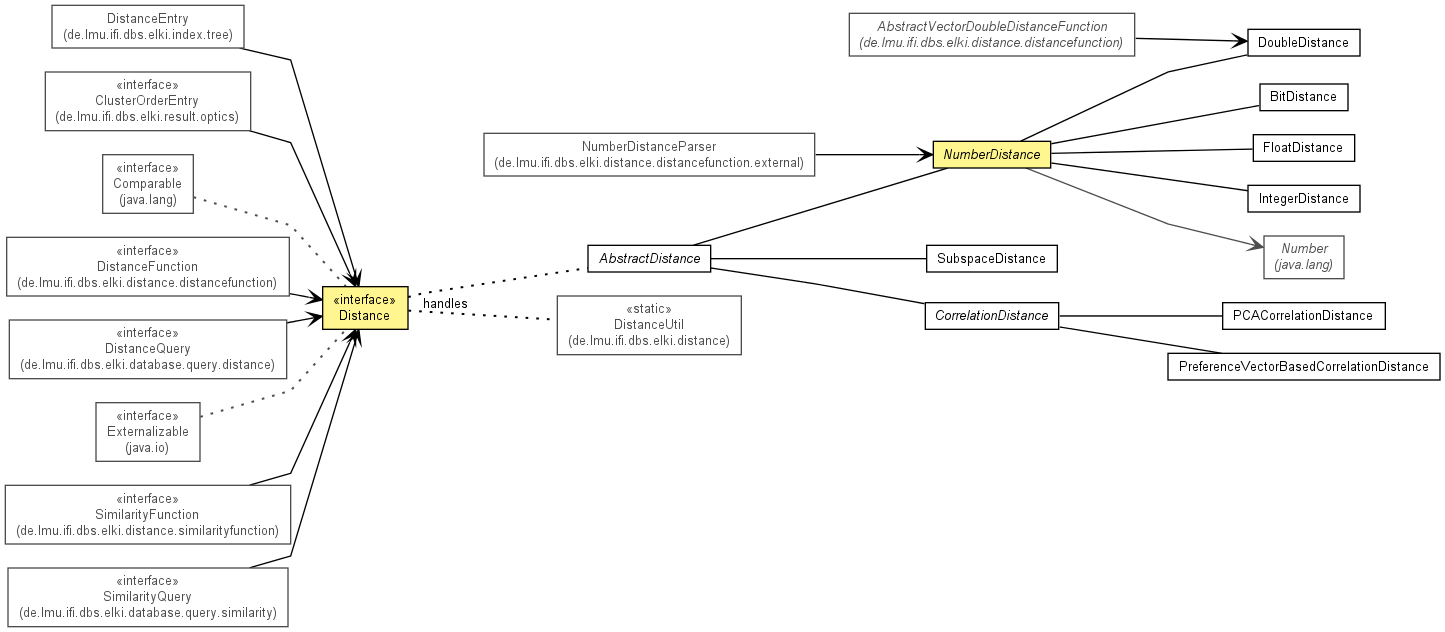 DistanceEntry
(de.lmu.ifi.dbs.elki.index.tree)
«interface»
ClusterOrderEntry
(de.lmu.ifi.dbs.elki.result.optics)
«interface»
Comparable
(java.lang)
«interface»
DistanceFunction
(de.lmu.ifi.dbs.elki.distance.distancefunction)
«interface»
DistanceQuery
(de.lmu.ifi.dbs.elki.database.query.distance)
«interface»
Externalizable
(java.io)
«interface»
SimilarityFunction
(de.lmu.ifi.dbs.elki.distance.similarityfunction)
«interface»
SimilarityQuery
(de.lmu.ifi.dbs.elki.database.query.similarity)
«interface»
Distance
handles
NumberDistanceParser
(de.lmu.ifi.dbs.elki.distance.distancefunction.external)
AbstractDistance
«static»
DistanceUtil
(de.lmu.ifi.dbs.elki.distance)
AbstractVectorDoubleDistanceFunction
(de.lmu.ifi.dbs.elki.distance.distancefunction)
NumberDistance
SubspaceDistance
CorrelationDistance
DoubleDistance
BitDistance
FloatDistance
IntegerDistance
Number
(java.lang)
PCACorrelationDistance
PreferenceVectorBasedCorrelationDistance